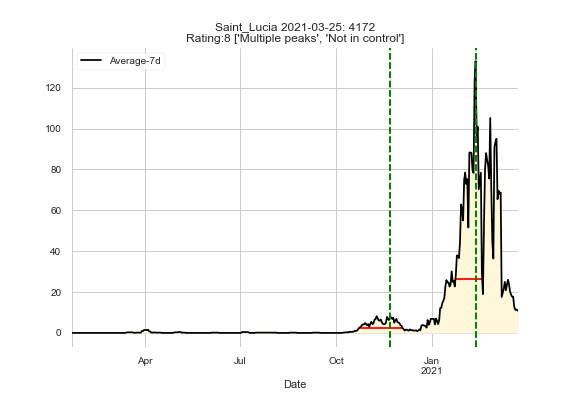 Saint_Lucia 2021-03-25: 4172
Rating:8 ['Multiple peaks', 'Not in control']
Average-7d
120
100
80
60
40
20
0
Apr
Jul
Oct
Jan
2021
Date